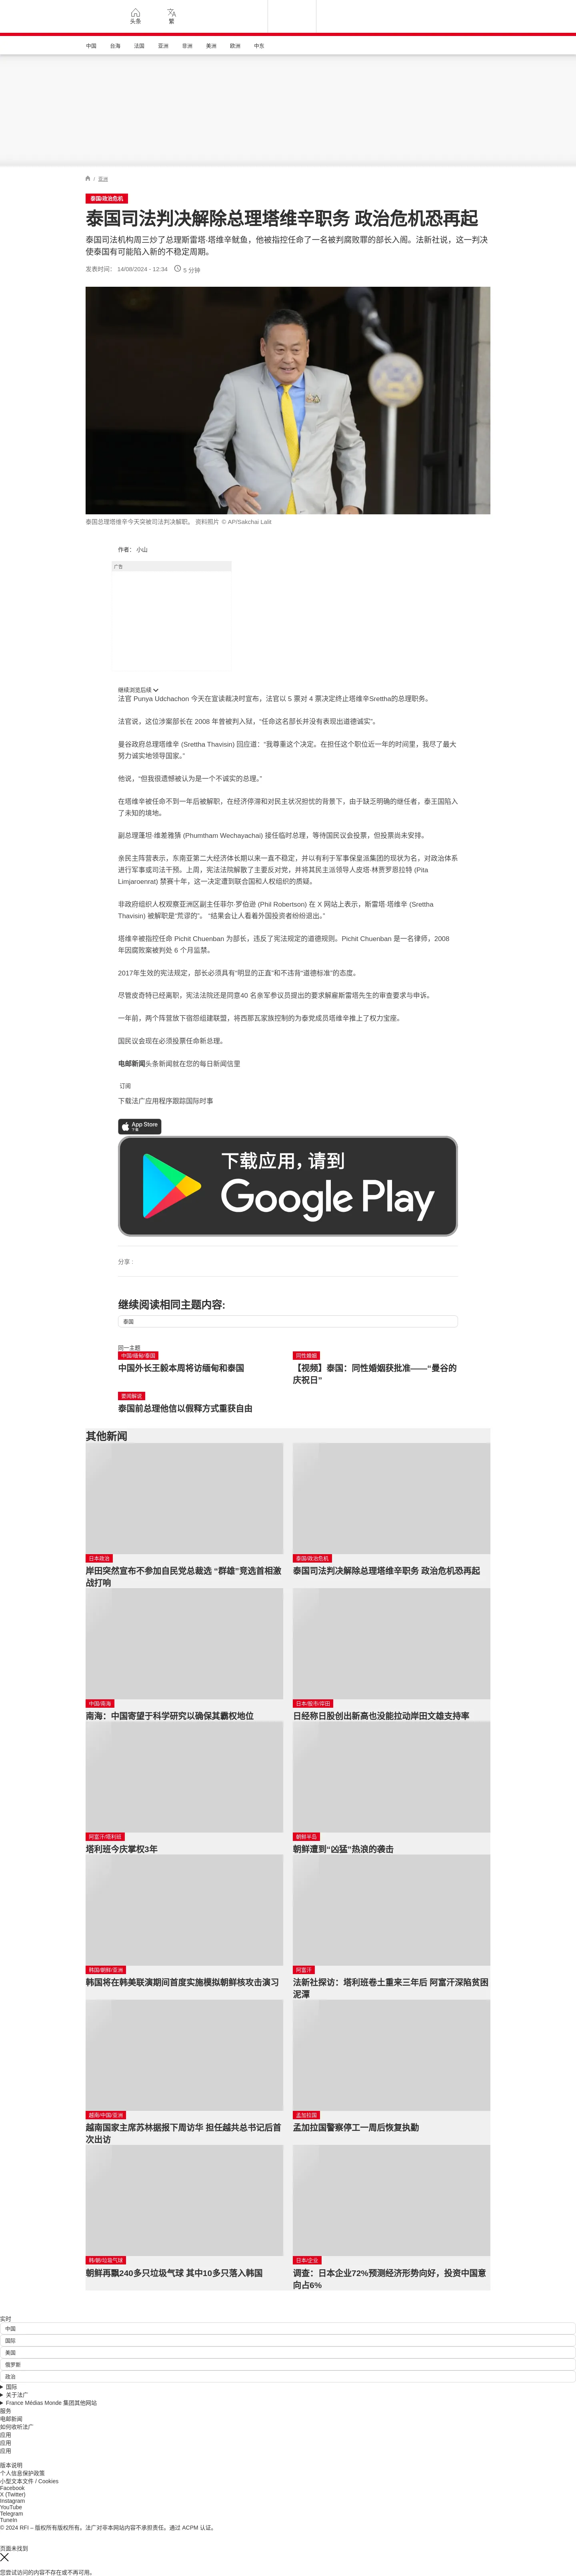 头条
繁
中国 台海 法国 亚洲 非洲 美洲 欧洲 中东
/ 亚洲
泰国/政治危机
泰国司法判决解除总理塔维辛职务 政治危机恐再起
泰国司法机构周三炒了总理斯雷塔·塔维辛鱿鱼，他被指控任命了一名被判腐败罪的部长入阁。法新社说，这一判决
使泰国有可能陷入新的不稳定周期。
发表时间： 14/08/2024 - 12:34 5 分钟
泰国总理塔维辛今天突被司法判决解职。 资料照片 © AP/Sakchai Lalit
作者： 小山
广告
继续浏览后续
法官 Punya Udchachon 今天在宣读裁决时宣布，法官以 5 票对 4 票决定终止塔维辛Srettha的总理职务。
法官说，这位涉案部长在 2008 年曾被判入狱，“任命这名部长并没有表现出道德诚实”。
曼谷政府总理塔维辛 (Srettha Thavisin) 回应道：“我尊重这个决定。在担任这个职位近一年的时间里，我尽了最大
努力诚实地领导国家。”
他说，“但我很遗憾被认为是一个不诚实的总理。”
在塔维辛被任命不到一年后被解职，在经济停滞和对民主状况担忧的背景下，由于缺乏明确的继任者，泰王国陷入
了未知的境地。
副总理蓬坦·维差雅猜 (Phumtham Wechayachai) 接任临时总理，等待国民议会投票，但投票尚未安排。
亲民主阵营表示，东南亚第二大经济体长期以来一直不稳定，并以有利于军事保皇派集团的现状为名，对政治体系
进行军事或司法干预。上周，宪法法院解散了主要反对党，并将其民主派领导人皮塔·林贾罗恩拉特 (Pita
Limjaroenrat) 禁赛十年，这一决定遭到联合国和人权组织的质疑。
非政府组织人权观察亚洲区副主任菲尔·罗伯逊 (Phil Robertson) 在 X 网站上表示，斯雷塔·塔维辛 (Srettha
Thavisin) 被解职是“荒谬的”。 “结果会让人看着外国投资者纷纷退出。”
塔维辛被指控任命 Pichit Chuenban 为部长，违反了宪法规定的道德规则。Pichit Chuenban 是一名律师，2008
年因腐败案被判处 6 个月监禁。
2017年生效的宪法规定，部长必须具有“明显的正直”和不违背“道德标准”的态度。
尽管皮奇特已经离职，宪法法院还是同意40 名亲军参议员提出的要求解雇斯雷塔先生的审查要求与申诉。
一年前，两个阵营放下宿怨组建联盟，将西那瓦家族控制的为泰党成员塔维辛推上了权力宝座。
国民议会现在必须投票任命新总理。
电邮新闻头条新闻就在您的每日新闻信里
订阅
下载法广应用程序跟踪国际时事
App Store
下载
下载应用，请到
Google Play
分享 :
继续阅读相同主题内容:
泰国
同一主题
中国/缅甸/泰国
中国外长王毅本周将访缅甸和泰国
同性婚姻
【视频】泰国：同性婚姻获批准——“曼谷的
庆祝日”
要闻解说
泰国前总理他信以假释方式重获自由
其他新闻
日本政治
岸田突然宣布不参加自民党总裁选 “群雄”竞选首相激
战打响
泰国/政治危机
泰国司法判决解除总理塔维辛职务 政治危机恐再起
中国/南海
南海：中国寄望于科学研究以确保其霸权地位
日本/股市/岸田
日经称日股创出新高也没能拉动岸田文雄支持率
阿富汗/塔利班
塔利班今庆掌权3年
朝鲜半岛
朝鲜遭到“凶猛”热浪的袭击
韩国/朝鲜/亚洲
韩国将在韩美联演期间首度实施模拟朝鲜核攻击演习
阿富汗
法新社探访：塔利班卷土重来三年后 阿富汗深陷贫困
泥潭
越南/中国/亚洲
越南国家主席苏林据报下周访华 担任越共总书记后首
次出访
孟加拉国
孟加拉国警察停工一周后恢复执勤
韩/朝/垃圾气球
朝鲜再飘240多只垃圾气球 其中10多只落入韩国
日本/企业
调查：日本企业72%预测经济形势向好，投资中国意
向占6%
实时
中国
国际
美国
俄罗斯
政治
国际
关于法广
France Médias Monde 集团其他网站
服务
电邮新闻
如何收听法广
应用
应用
应用
版本说明
个人信息保护政策
小型文本文件 / Cookies
Facebook
X (Twitter)
Instagram
YouTube
Telegram
TuneIn
© 2024 RFI – 版权所有版权所有。法广对非本网站内容不承担责任。通过 ACPM 认证。
页面未找到
您尝试访问的内容不存在或不再可用。